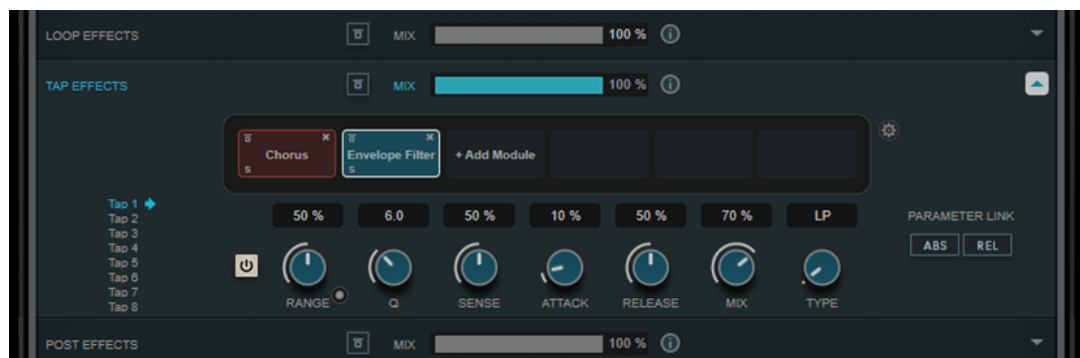 LOOP EFFECTS MIX 100 %
TAP EFFECTS MIX 100 %
Chorus Envelope Filter + Add Module
S S
Tap 1
Tap 2
Tap 3
Tap 4
Tap 5
Tap 6
Tap 7
Tap 8
50 % 6.0 50 % 10 % 50 % 70 % LP
RANGE Q SENSE ATTACK RELEASE MIX TYPE
PARAMETER LINK
ABS REL
POST EFFECTS MIX 100 %